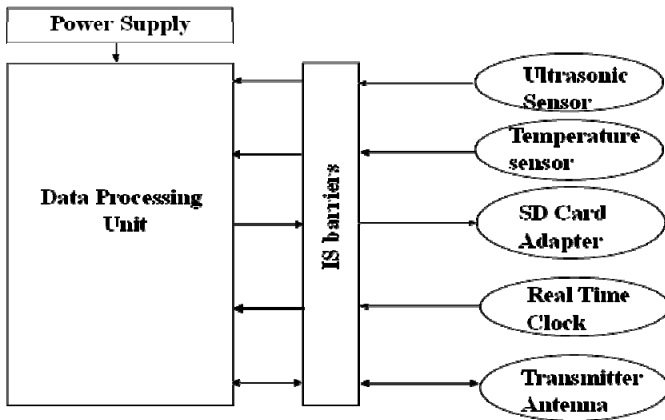 Power Supply
Data Processing
Unit
IS barriers
Ultrasonic
Sensor
Temperature
sensor
SD Card
Adapter
Real Time
Clock
Transmitter
Antenna